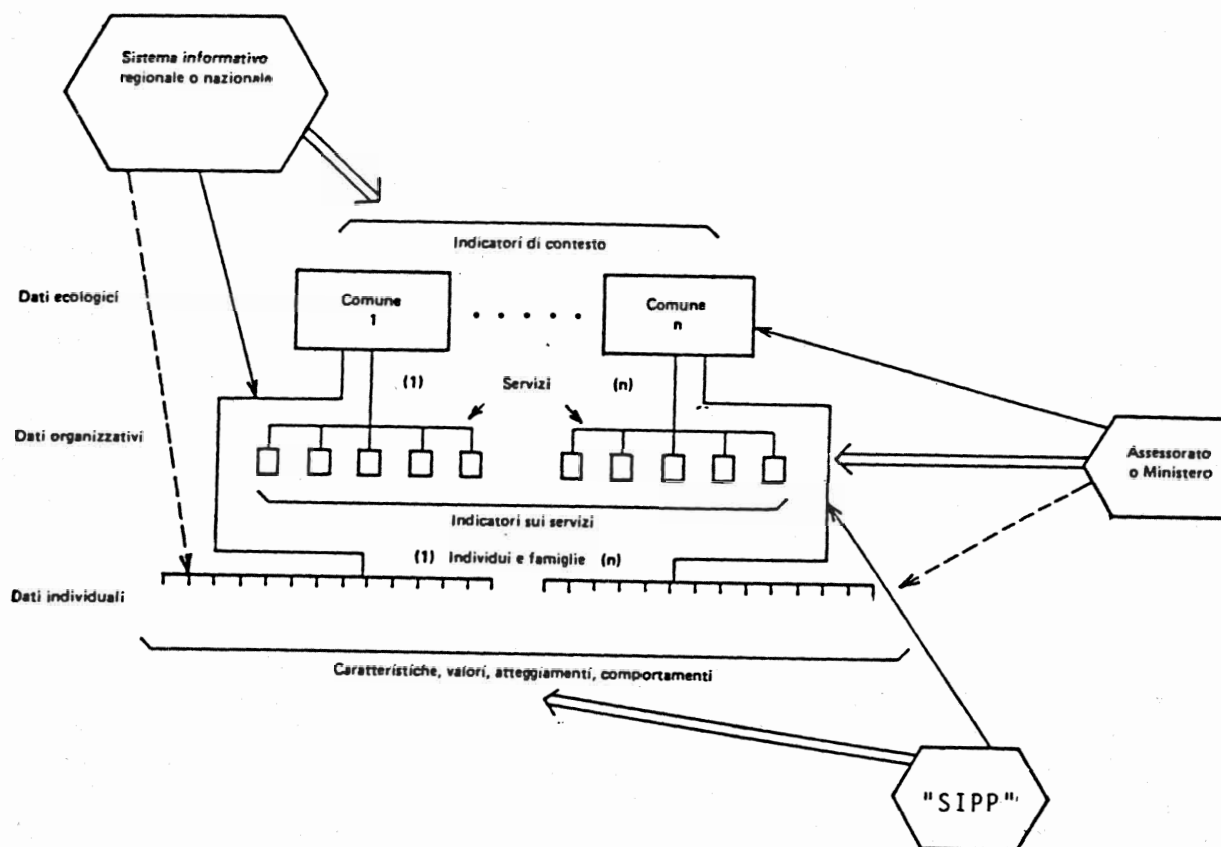 Sistema informativo
regionale o nazionale
Indicatori di contesto
Dati ecologici
Comune
1
. . . . .
Comune
n
(1) Servizi (n)
Dati organizzativi
Assessorato
o Ministero
Indicatori sui servizi
(1) Individui e famiglie (n)
Dati individuali
Caratteristiche, valori, atteggiamenti, comportamenti
"SIPP"